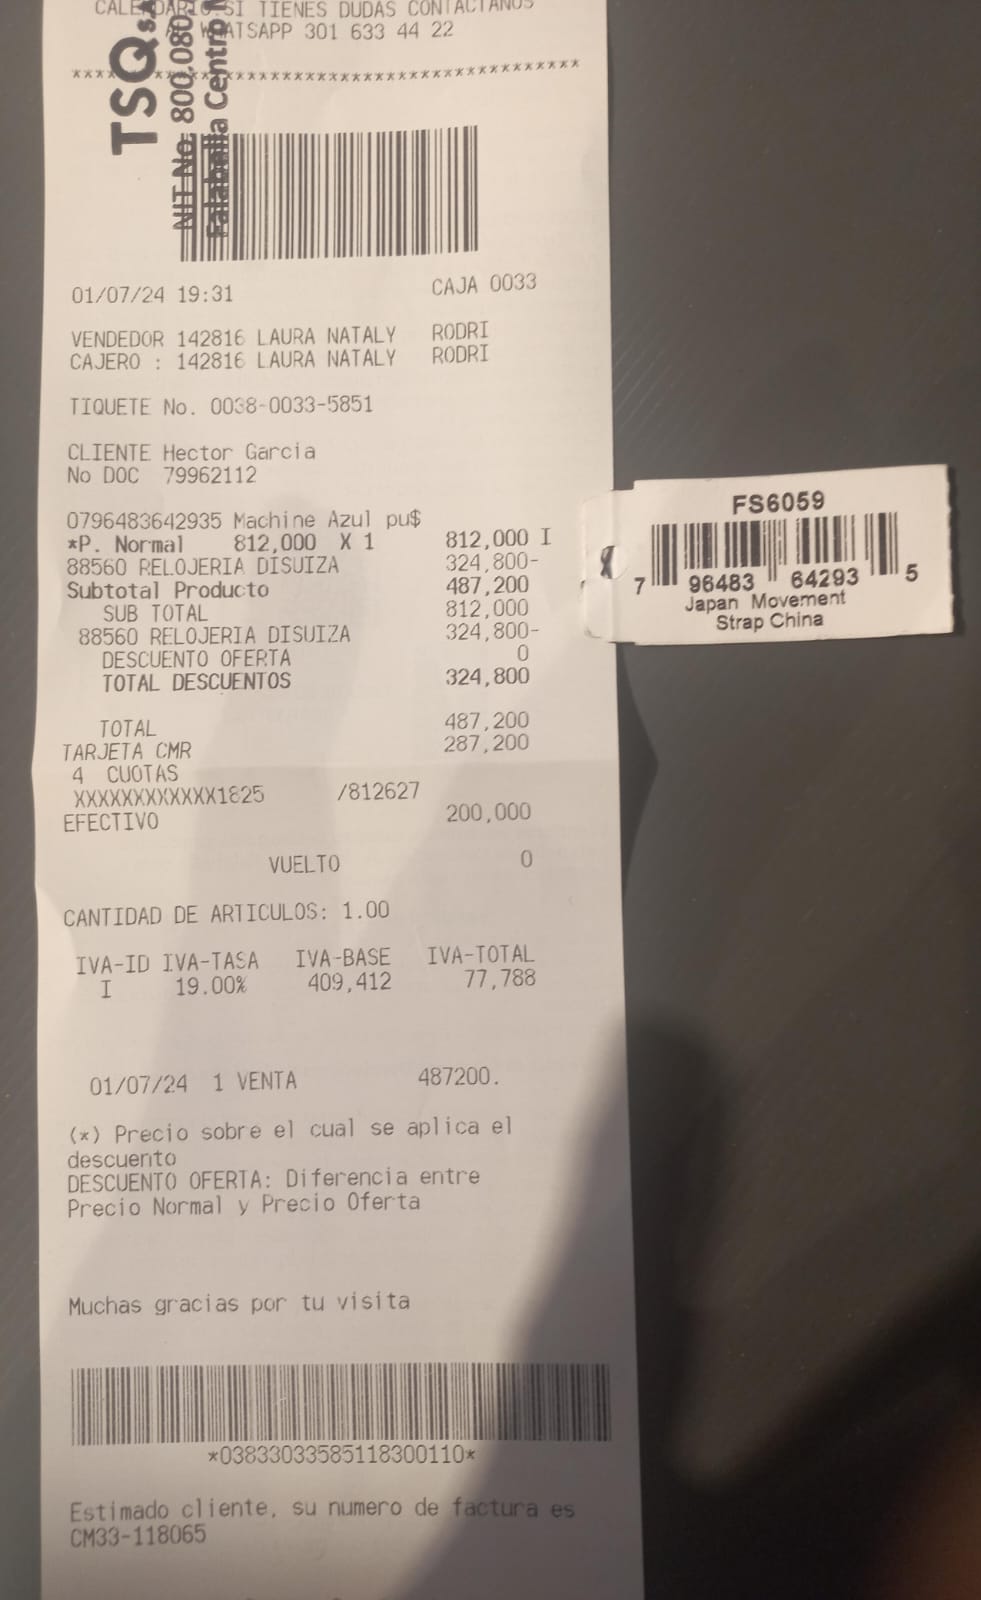 CALENDARIO.SI TIENES DUDAS CONTACTANOS
WHATSAPP 301 633 44 22
****************************************
TSQ S.A
NIT No. 800,080
Falabella Centro
01/07/24 19:31 CAJA 0033
VENDEDOR 142816 LAURA NATALY RODRI
CAJERO : 142816 LAURA NATALY RODRI
TIQUETE No. 0038-0033-5851
CLIENTE Hector Garcia
No DOC 79962112
0796483642935 Machine Azul pu$
*P. Normal 812,000 X 1 812,000 I
88560 RELOJERIA DISUIZA 324,800-
Subtotal Producto 487,200
SUB TOTAL 812,000
88560 RELOJERIA DISUIZA 324,800-
DESCUENTO OFERTA 0
TOTAL DESCUENTOS 324,800
TOTAL 487,200
TARJETA CMR 287,200
4 CUOTAS
XXXXXXXXXXXX1825 /812627
EFECTIVO 200,000
VUELTO 0
CANTIDAD DE ARTICULOS: 1.00
IVA-ID IVA-TASA IVA-BASE IVA-TOTAL
I 19.00% 409,412 77,788
01/07/24 1 VENTA 487200.
(*) Precio sobre el cual se aplica el
descuento
DESCUENTO OFERTA: Diferencia entre
Precio Normal y Precio Oferta
Muchas gracias por tu visita
*03833033585118300110*
Estimado cliente, su numero de factura es
CM33-118065
FS6059
7 96483 64293 5
Japan Movement
Strap China